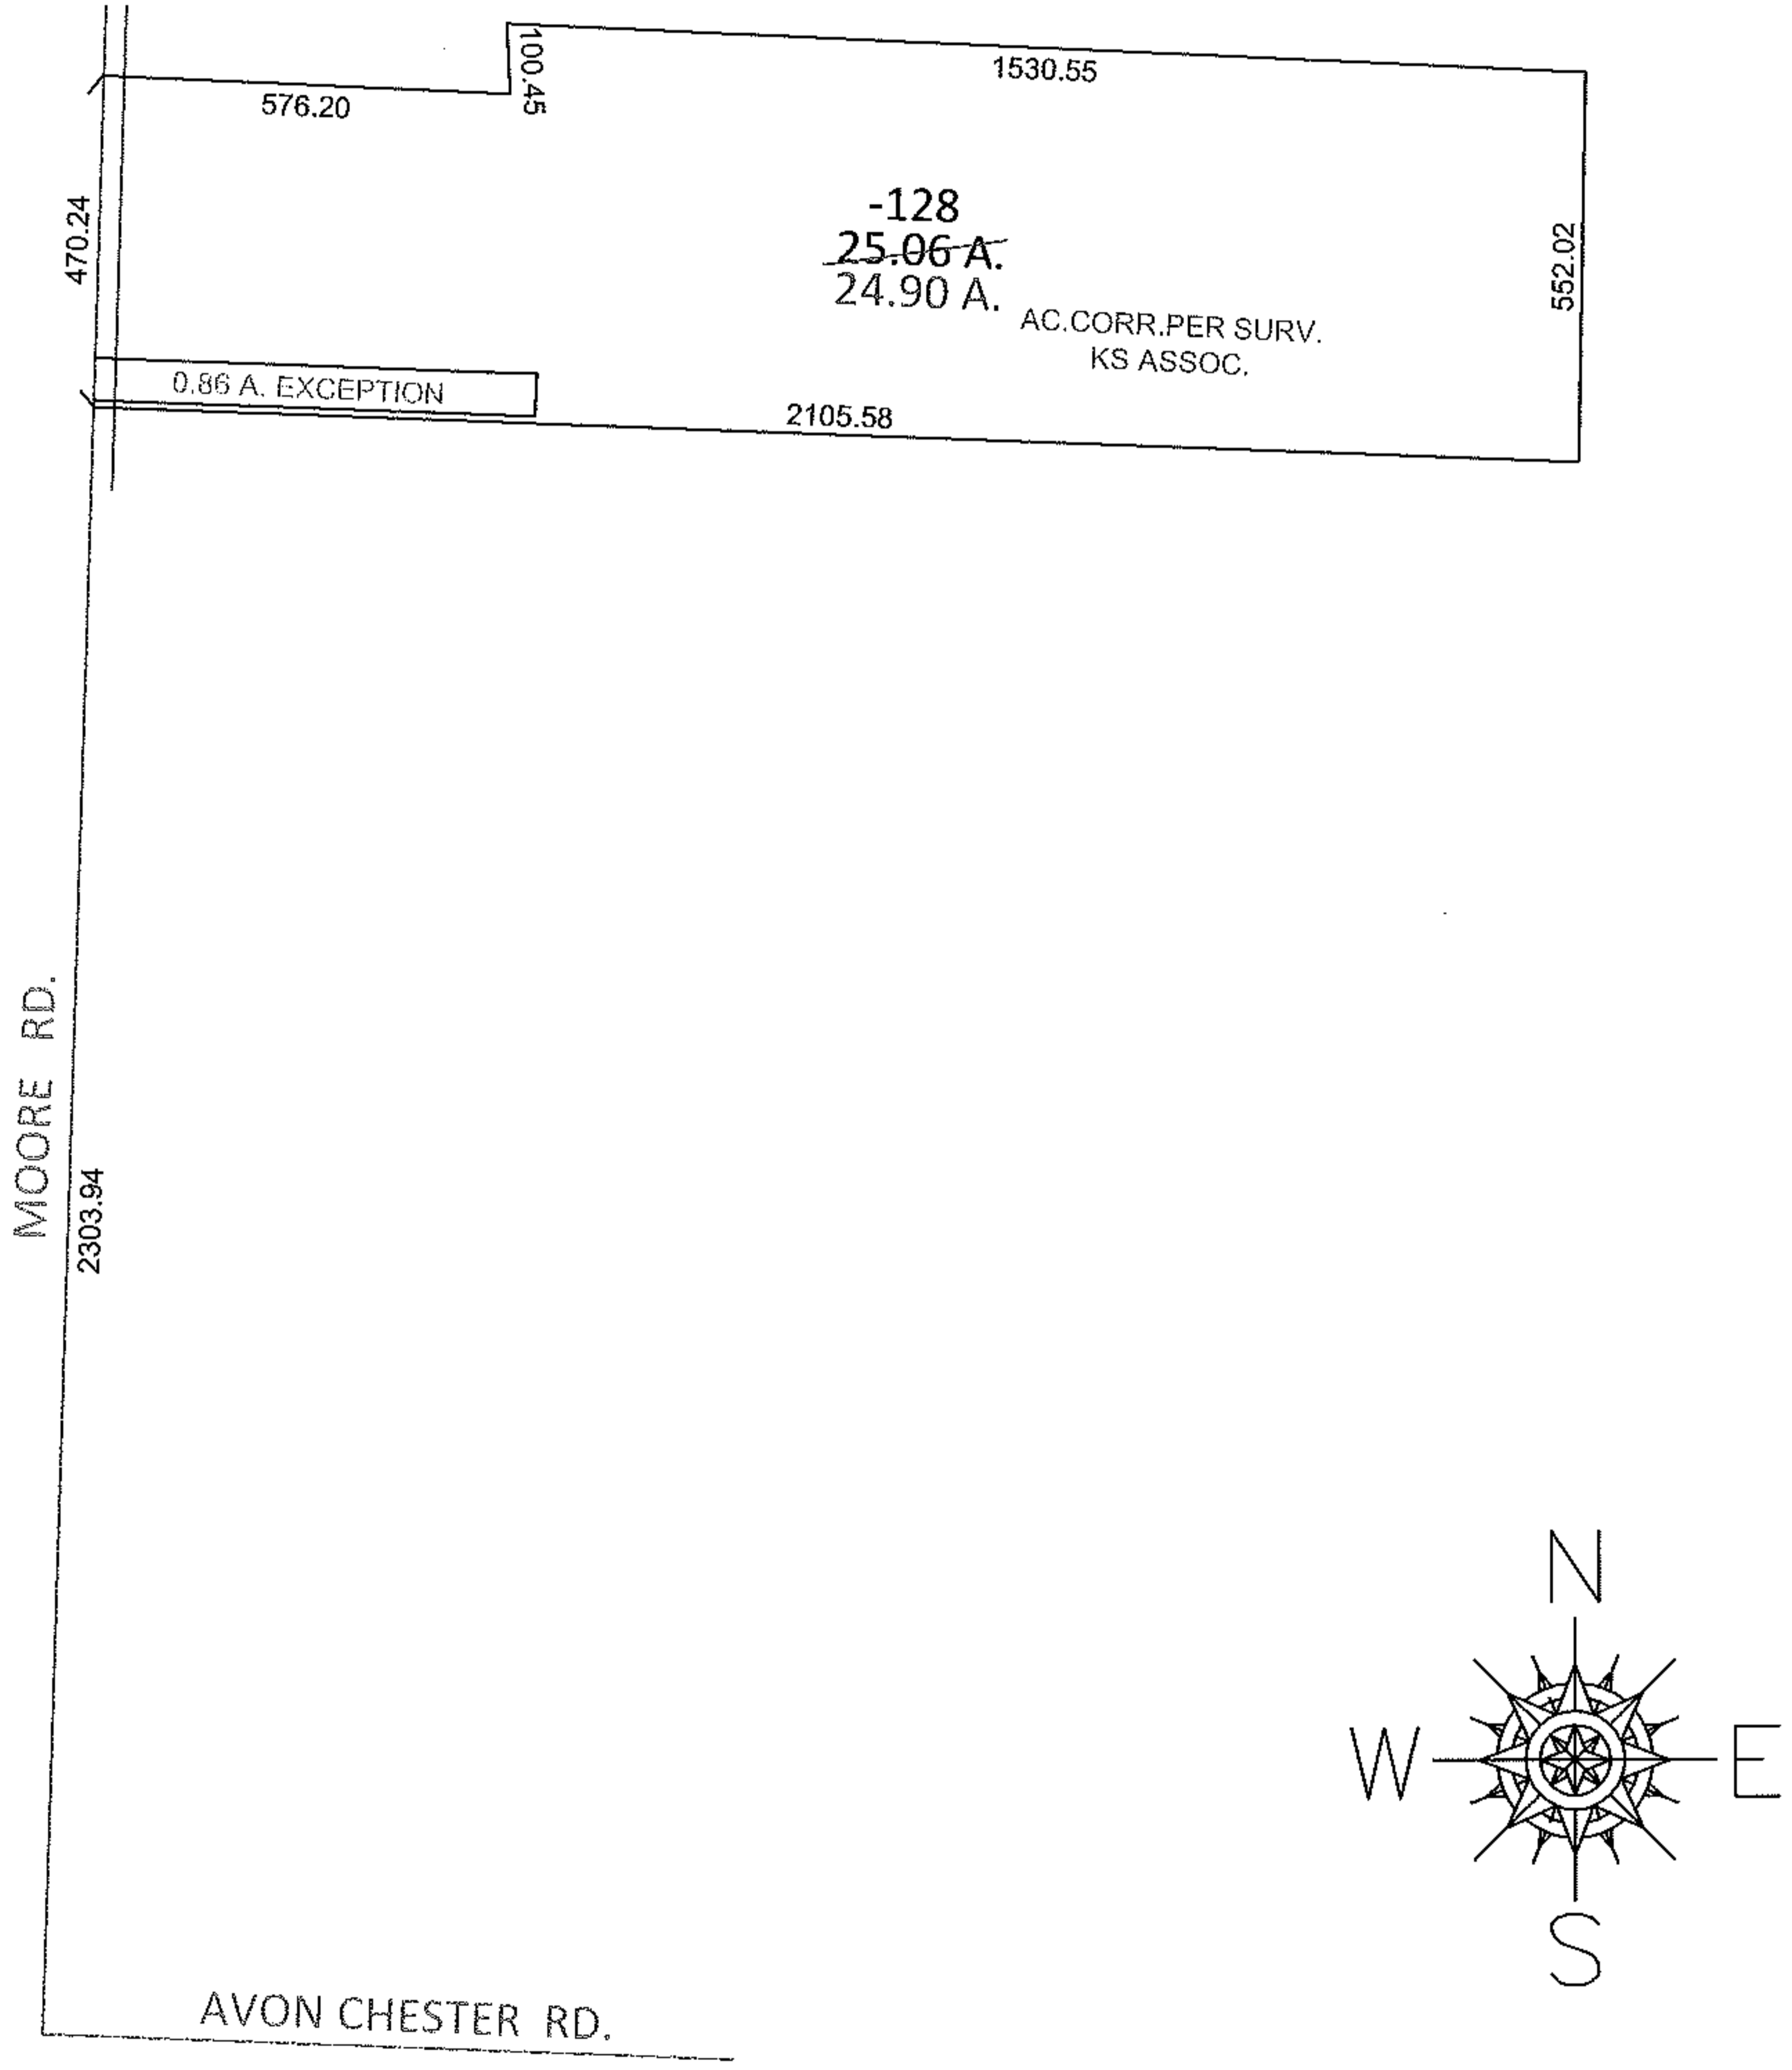 100.45
1530.55
576.20
470.24
-128
25.06 A.
24.90 A.
AC.CORR.PER SURV.
KS ASSOC.
552.02
0.86 A. EXCEPTION
2105.58
MOORE RD.
2303.94
N
W
E
S
AVON CHESTER RD.